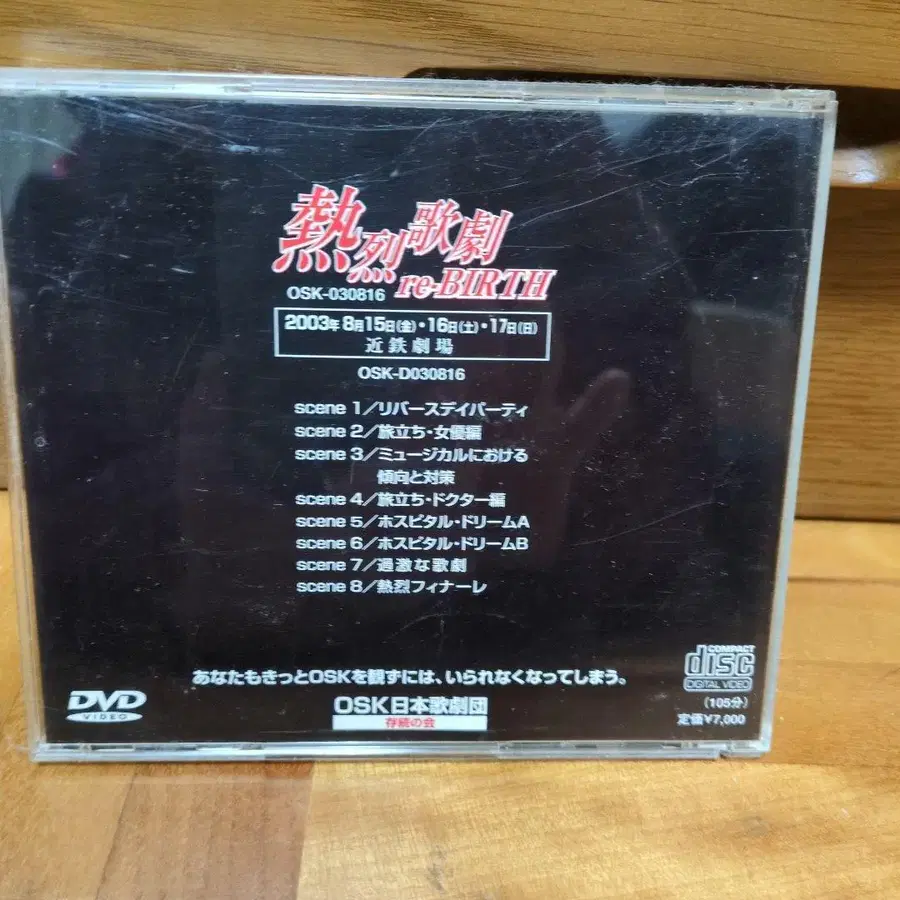 熱烈歌劇
re-BIRTH
OSK-030816
2003年 8月15日(金)・16日(土)・17日(日)
近鉄劇場
OSK-D030816
scene 1／リバースデイパーティ
scene 2／旅立ち・女優編
scene 3／ミュージカルにおける
傾向と対策
scene 4／旅立ち・ドクター編
scene 5／ホスピタル・ドリームA
scene 6／ホスピタル・ドリームB
scene 7／過激な歌劇
scene 8／熱烈フィナーレ
あなたもきっとOSKを観ずには、いられなくなってしまう。
OSK日本歌劇団
存続の会
DVD
VIDEO
COMPACT
disc
DIGITAL VIDEO
(105分)
定価¥7,000